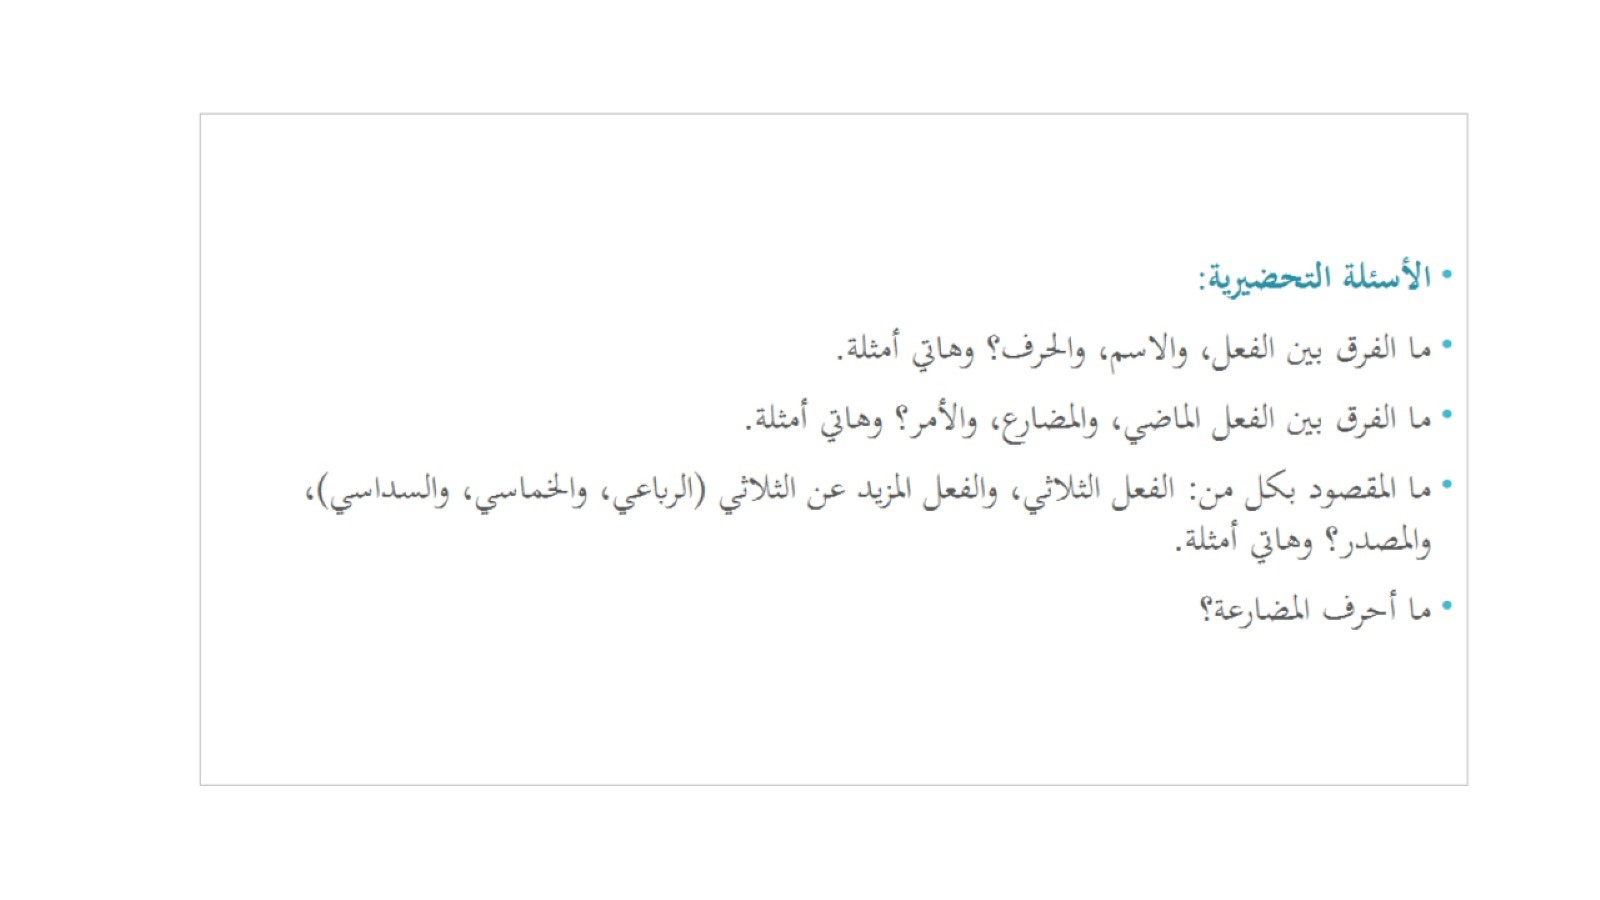 • الأسئلة التحضيرية:
• ما الفرق بين الفعل، والاسم، والحرف؟ وهاتي أمثلة.
• ما الفرق بين الفعل الماضي، والمضارع، والأمر؟ وهاتي أمثلة.
• ما المقصود بكل من: الفعل الثلاثي، والفعل المزيد عن الثلاثي (الرباعي، والخماسي، والسداسي)،
والمصدر؟ وهاتي أمثلة.
• ما أحرف المضارعة؟